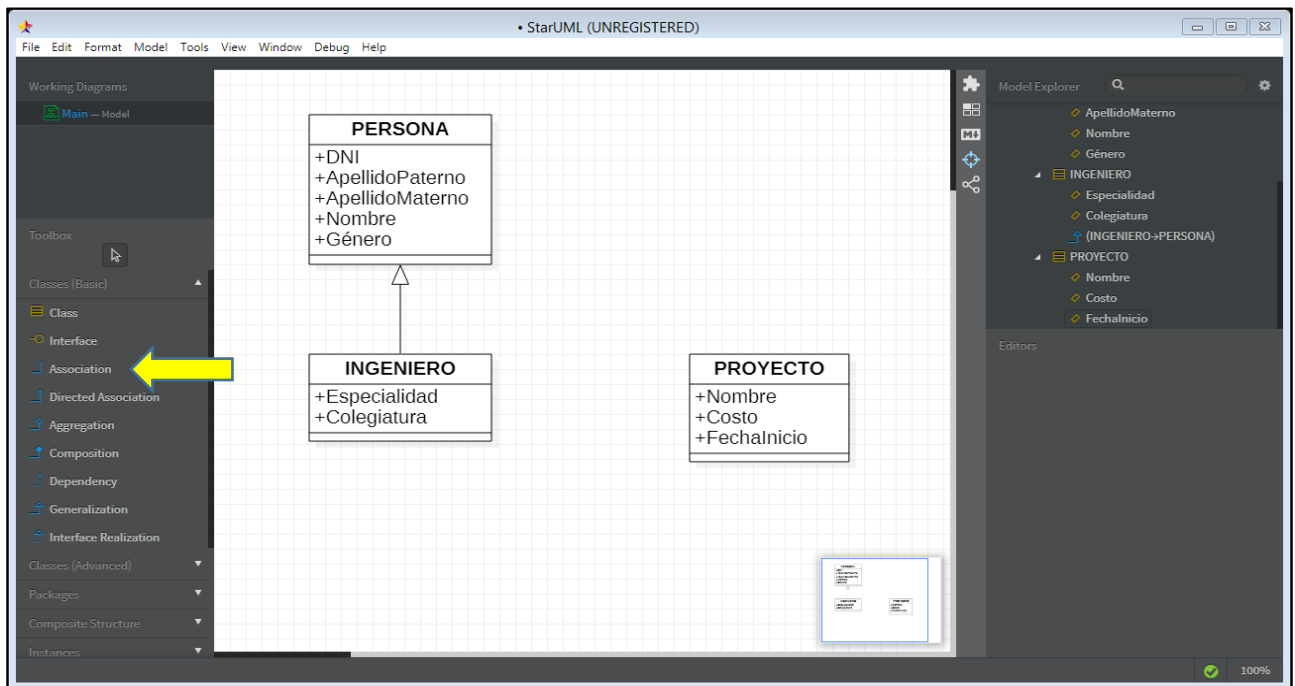 • StarUML (UNREGISTERED)
File Edit Format Model Tools View Window Debug Help
Working Diagrams
Main — Model
Toolbox
Classes (Basic)
Class
Interface
Association
Directed Association
Aggregation
Composition
Dependency
Generalization
Interface Realization
Classes (Advanced)
Packages
Composite Structure
Instances
PERSONA
+DNI
+ApellidoPaterno
+ApellidoMaterno
+Nombre
+Género
INGENIERO
+Especialidad
+Colegiatura
PROYECTO
+Nombre
+Costo
+FechaInicio
M↓
Model Explorer
ApellidoMaterno
Nombre
Género
INGENIERO
Especialidad
Colegiatura
(INGENIERO→PERSONA)
PROYECTO
Nombre
Costo
FechaInicio
Editors
100%